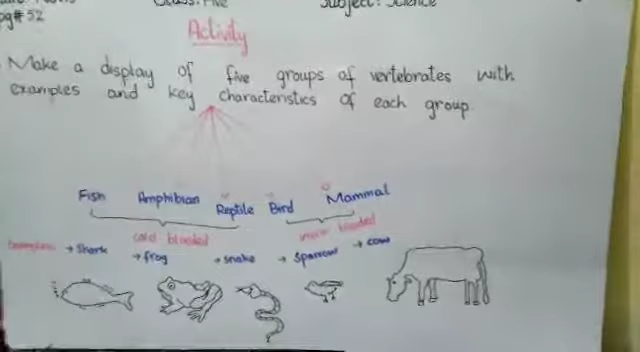 Class: Five
Subject: Science
pg# 52
Activity
Make a display of five groups of vertebrates with
examples and key characteristics of each group.
Fish Amphibian Reptile Bird Mammal
cold blooded warm blooded
Examples → Shark → frog → snake → sparrow → cow